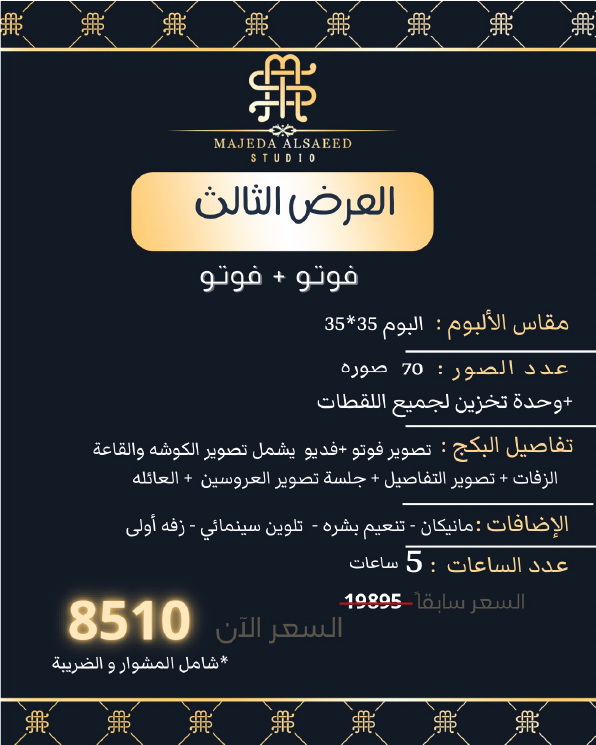 MAJEDA ALSAEED
STUDIO
العرض الثالث
فوتو + فوتو
مقاس الألبوم : البوم 35*35
عدد الصور : 70 صوره
+وحدة تخزين لجميع اللقطات
تفاصيل البكج : تصوير فوتو +فديو يشمل تصوير الكوشه والقاعة
الزفات + تصوير التفاصيل + جلسة تصوير العروسين + العائله
الإضافات : مانيكان - تنعيم بشره - تلوين سينمائي - زفه أولى
عدد الساعات : 5 ساعات
السعر سابقاً 19895
السعر الآن 8510
*شامل المشوار و الضريبة